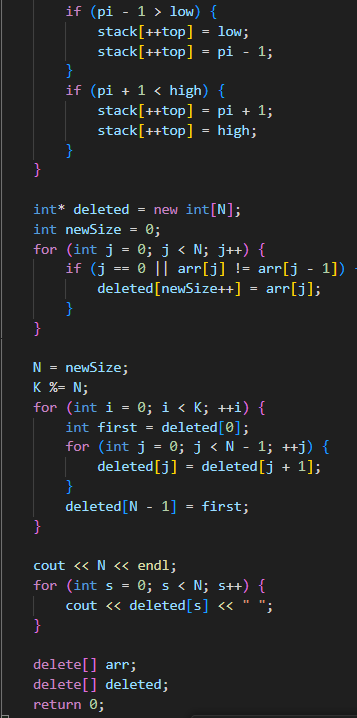 if (pi - 1 > low) {
stack[++top] = low;
stack[++top] = pi - 1;
}
if (pi + 1 < high) {
stack[++top] = pi + 1;
stack[++top] = high;
}
}
int* deleted = new int[N];
int newSize = 0;
for (int j = 0; j < N; j++) {
if (j == 0 || arr[j] != arr[j - 1])
deleted[newSize++] = arr[j];
}
}
N = newSize;
K %= N;
for (int i = 0; i < K; ++i) {
int first = deleted[0];
for (int j = 0; j < N - 1; ++j) {
deleted[j] = deleted[j + 1];
}
deleted[N - 1] = first;
}
cout << N << endl;
for (int s = 0; s < N; s++) {
cout << deleted[s] << " ";
}
delete[] arr;
delete[] deleted;
return 0;